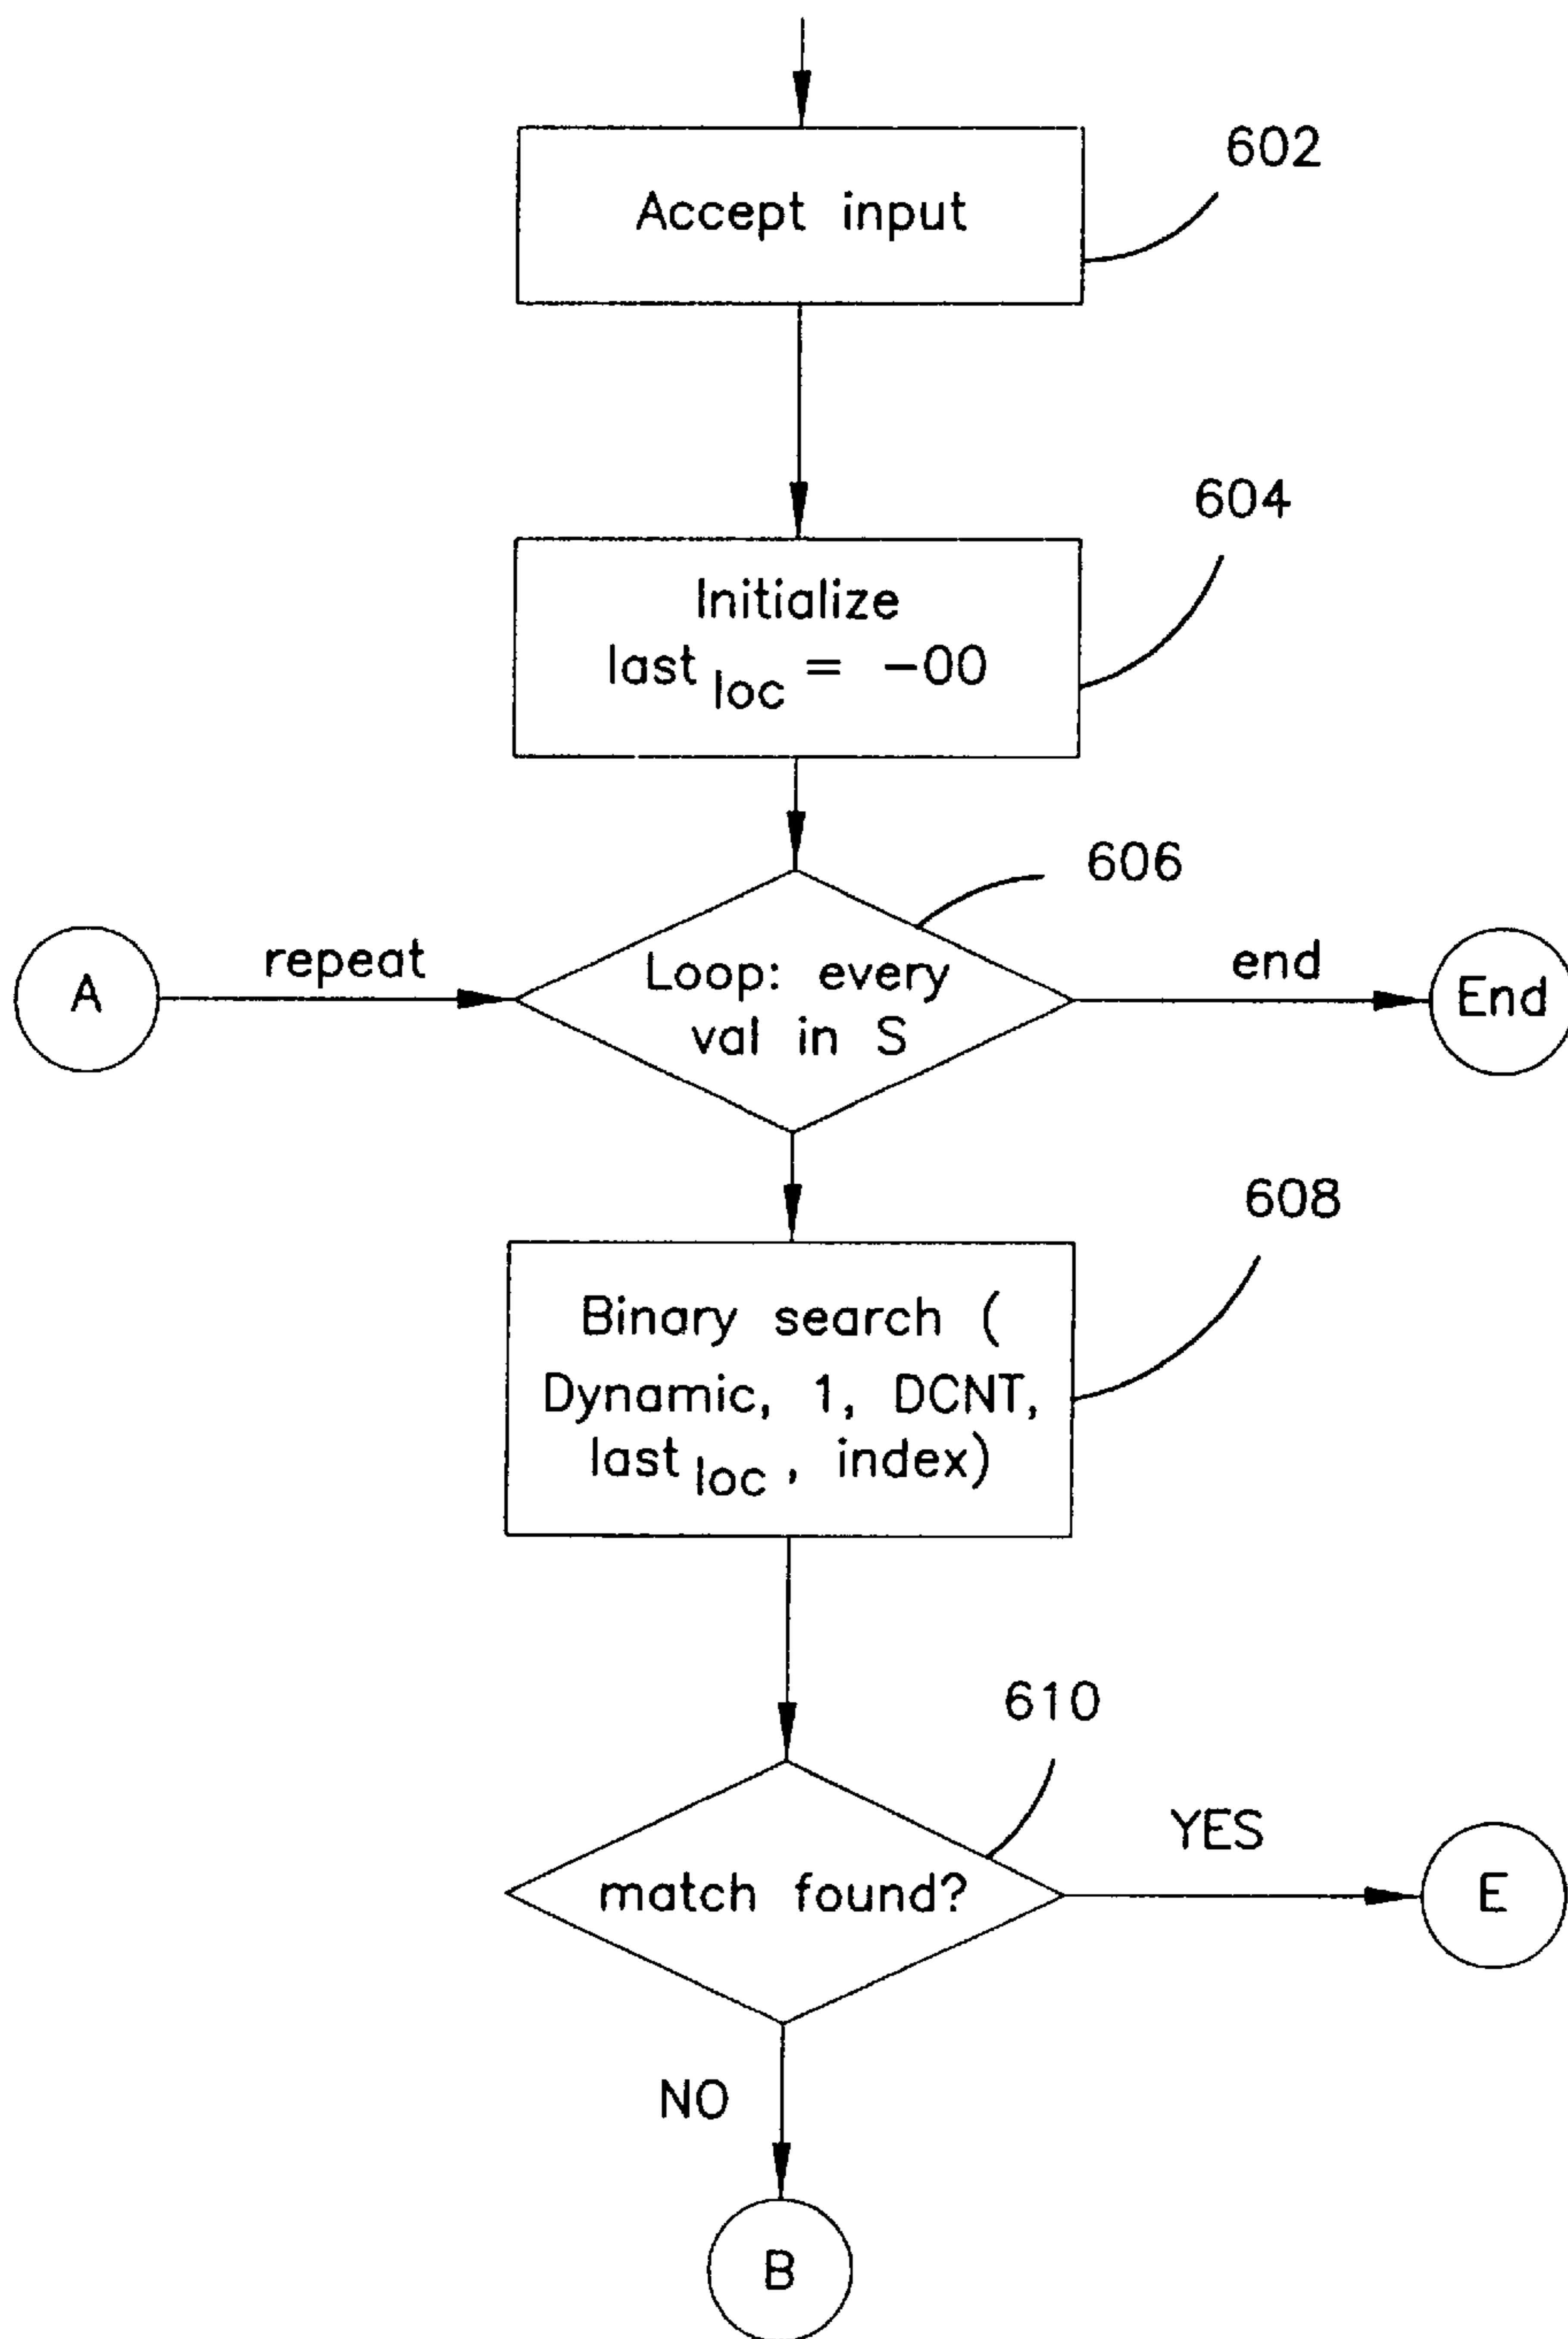 602
Accept input
604
Initialize
last loc = -00
606
A
repeat
Loop: every
val in S
end
End
608
Binary search (
Dynamic, 1, DCNT,
last loc , index)
610
match found?
YES
E
NO
B